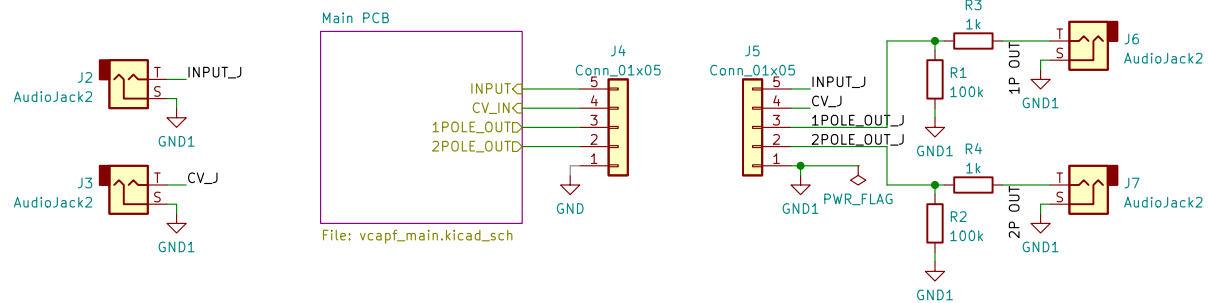 J2
AudioJack2
T
S
INPUT_J
GND1
J3
AudioJack2
T
S
CV_J
GND1
Main PCB
INPUT
CV_IN
1POLE_OUT
2POLE_OUT
File: vcapf_main.kicad_sch
J4
Conn_01x05
5
4
3
2
1
GND
J5
Conn_01x05
5
4
3
2
1
INPUT_J
CV_J
1POLE_OUT_J
2POLE_OUT_J
GND1
PWR_FLAG
R3
1k
R1
100k
GND1
1P OUT
T
S
J6
AudioJack2
GND1
R4
1k
R2
100k
GND1
2P OUT
T
S
J7
AudioJack2
GND1